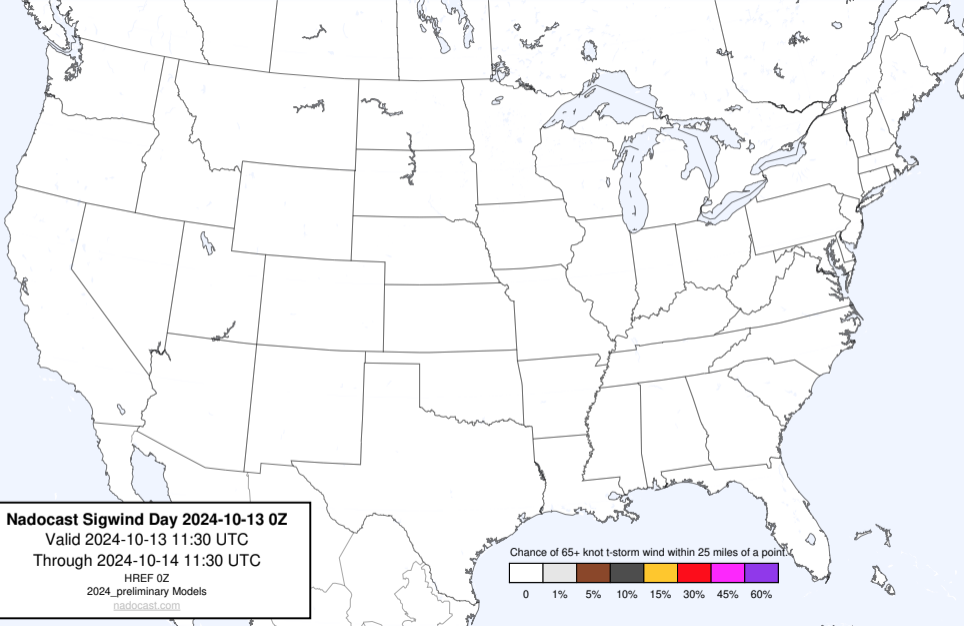 Nadocast Sigwind Day 2024-10-13 0Z
Valid 2024-10-13 11:30 UTC
Through 2024-10-14 11:30 UTC
HREF 0Z
2024_preliminary Models
nadocast.com
Chance of 65+ knot t-storm wind within 25 miles of a point.
0 1% 5% 10% 15% 30% 45% 60%